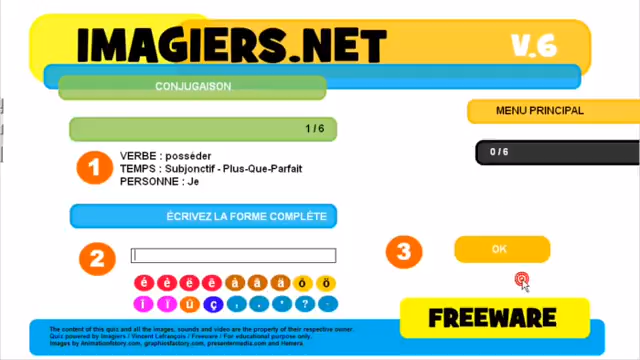 IMAGIERS.NET
V.6
CONJUGAISON
MENU PRINCIPAL
1 / 6
0 / 6
1
VERBE : posséder
TEMPS : Subjonctif - Plus-Que-Parfait
PERSONNE : Je
ÉCRIVEZ LA FORME COMPLÈTE
2
3
OK
FREEWARE
The content of this quiz and all the images, sounds and video are the property of their respective owner.
Quiz powered by Imagiers / Vincent Lefrançois / Freeware / For educational purpose only.
Images by Animationfactory.com, graphicsfactory.com, presentermedia.com and Hemera.